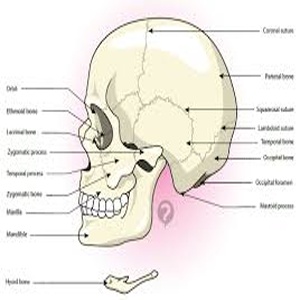 Coronal suture
Parietal bone
Orbit
Ethmoid bone
Squamosal suture
Lacrimal bone
Lambdoid suture
Temporal bone
Zygomatic process
Occipital bone
Temporal process
Occipital foramen
Zygomatic bone
Mastoid process
Maxilla
Mandible
Hyoid bone
?